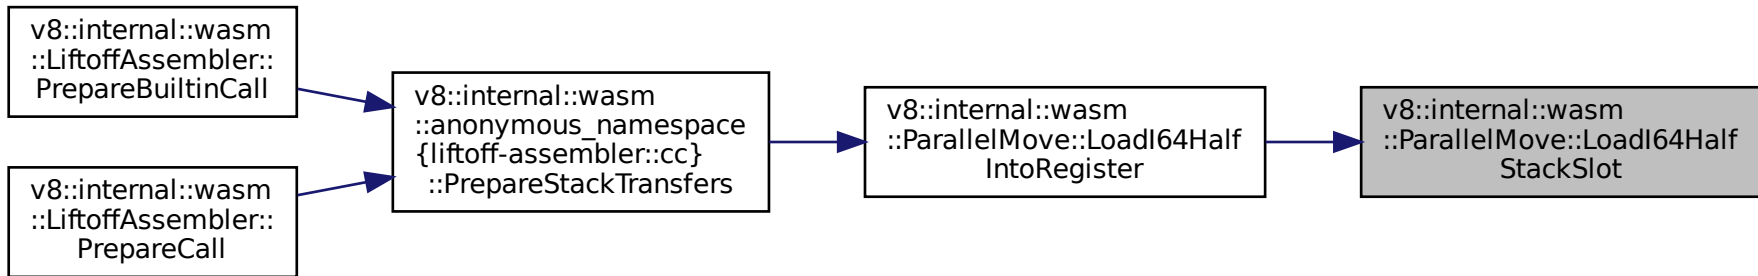 v8::internal::wasm
::LiftoffAssembler::
PrepareBuiltinCall
v8::internal::wasm
::LiftoffAssembler::
PrepareCall
v8::internal::wasm
::anonymous_namespace
{liftoff-assembler::cc}
::PrepareStackTransfers
v8::internal::wasm
::ParallelMove::LoadI64Half
IntoRegister
v8::internal::wasm
::ParallelMove::LoadI64Half
StackSlot